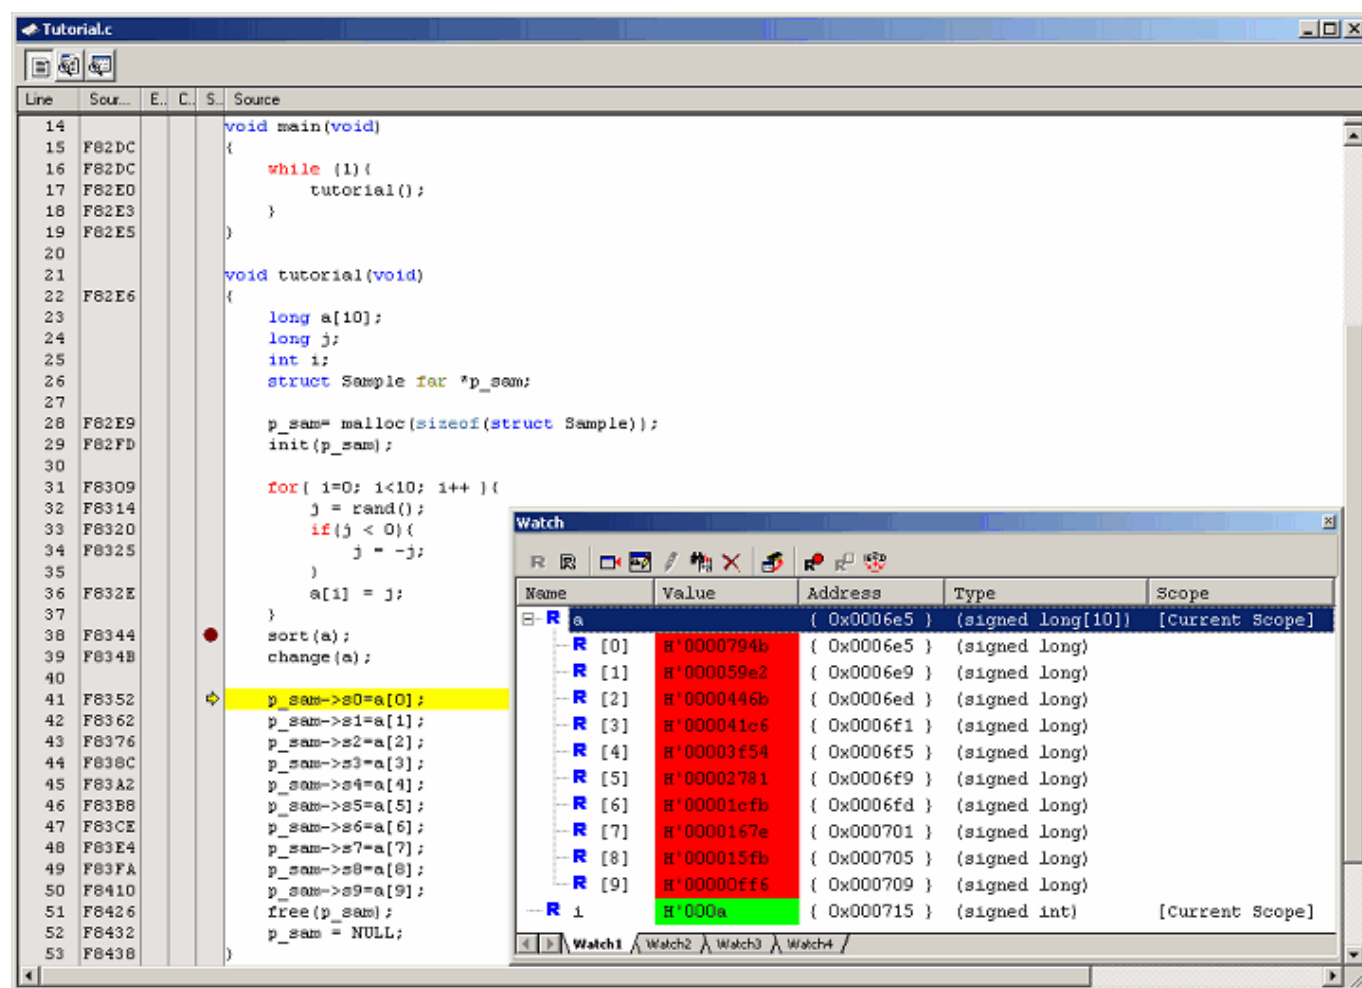 Tutorial.c
Line Sour... E.. C.. S.. Source
14 void main(void)
15 F82DC {
16 F82DC while (1){
17 F82E0 tutorial();
18 F82E3 }
19 F82E5 }
20
21 void tutorial(void)
22 F82E6 {
23 long a[10];
24 long j;
25 int i;
26 struct Sample far *p_sam;
27
28 F82E9 p_sam= malloc(sizeof(struct Sample));
29 F82FD init(p_sam);
30
31 F8309 for( i=0; i<10; i++ ){
32 F8314 j = rand();
33 F8320 if(j < 0){
34 F8325 j = -j;
35 }
36 F832E a[i] = j;
37 }
38 F8344 sort(a);
39 F834B change(a);
40
41 F8352 p_sam->s0=a[0];
42 F8362 p_sam->s1=a[1];
43 F8376 p_sam->s2=a[2];
44 F838C p_sam->s3=a[3];
45 F83A2 p_sam->s4=a[4];
46 F83B8 p_sam->s5=a[5];
47 F83CE p_sam->s6=a[6];
48 F83E4 p_sam->s7=a[7];
49 F83FA p_sam->s8=a[8];
50 F8410 p_sam->s9=a[9];
51 F8426 free(p_sam);
52 F8432 p_sam = NULL;
53 F8438 }
Watch
Name Value Address Type Scope
R a { 0x0006e5 } (signed long[10]) [Current Scope]
R [0] H'0000794b { 0x0006e5 } (signed long)
R [1] H'000059e2 { 0x0006e9 } (signed long)
R [2] H'0000446b { 0x0006ed } (signed long)
R [3] H'000041c6 { 0x0006f1 } (signed long)
R [4] H'00003f54 { 0x0006f5 } (signed long)
R [5] H'00002781 { 0x0006f9 } (signed long)
R [6] H'00001cfb { 0x0006fd } (signed long)
R [7] H'0000167e { 0x000701 } (signed long)
R [8] H'000015fb { 0x000705 } (signed long)
R [9] H'00000ff6 { 0x000709 } (signed long)
R i H'000a { 0x000715 } (signed int) [Current Scope]
Watch1 Watch2 Watch3 Watch4